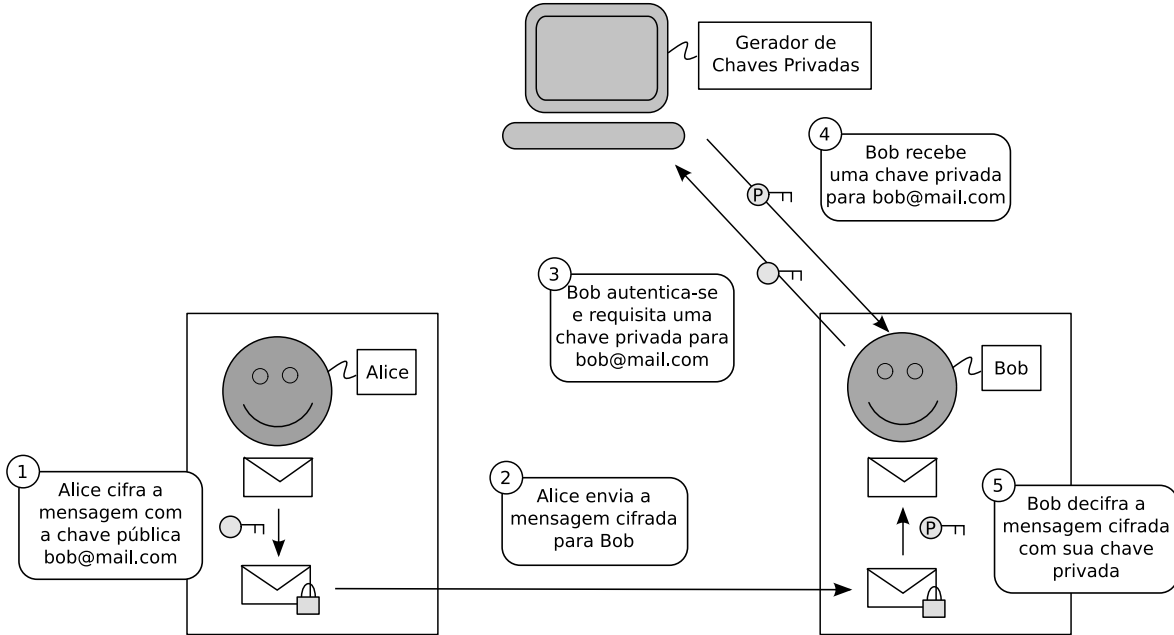 Gerador de
Chaves Privadas
4
Bob recebe
uma chave privada
para bob@mail.com
P
3
Bob autentica-se
e requisita uma
chave privada para
bob@mail.com
Alice
Bob
1
Alice cifra a
mensagem com
a chave pública
bob@mail.com
2
Alice envia a
mensagem cifrada
para Bob
P
5
Bob decifra a
mensagem cifrada
com sua chave
privada